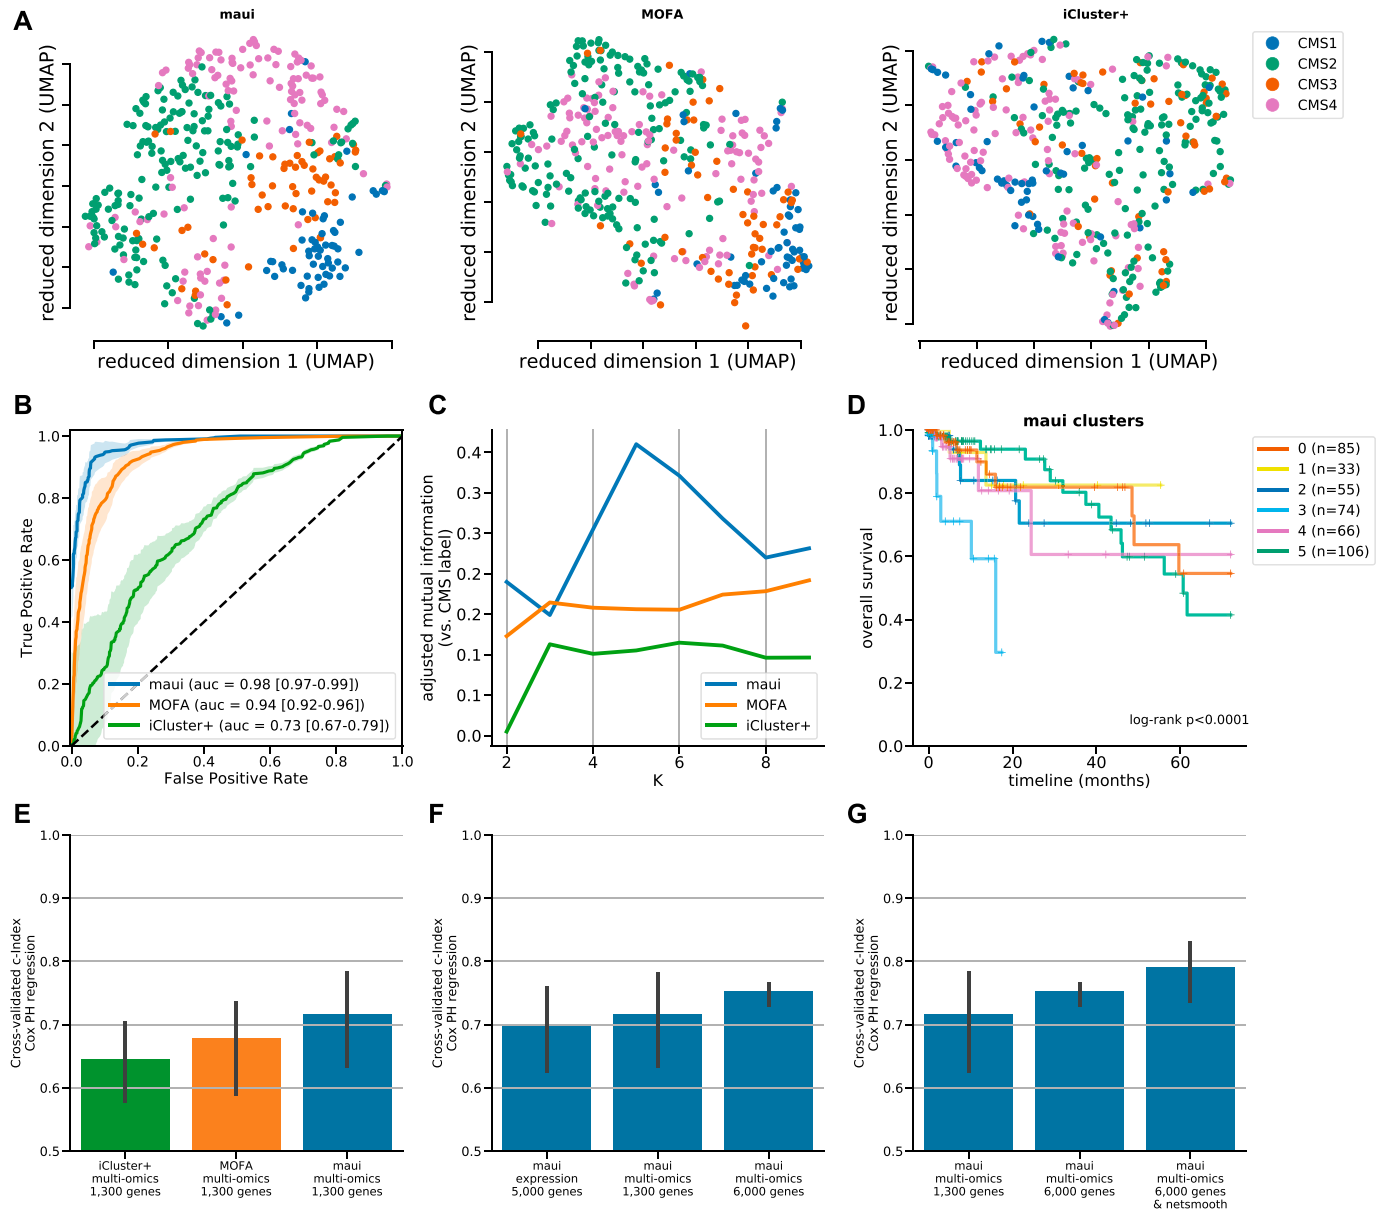 A
maui
MOFA
iCluster+
CMS1
CMS2
CMS3
CMS4
reduced dimension 2 (UMAP)
reduced dimension 1 (UMAP)
reduced dimension 2 (UMAP)
reduced dimension 1 (UMAP)
reduced dimension 2 (UMAP)
reduced dimension 1 (UMAP)
B
True Positive Rate
1.0
0.8
0.6
0.4
0.2
0.0
maui (auc = 0.98 [0.97-0.99])
MOFA (auc = 0.94 [0.92-0.96])
iCluster+ (auc = 0.73 [0.67-0.79])
0.0 0.2 0.4 0.6 0.8 1.0
False Positive Rate
C
adjusted mutual information
(vs. CMS label)
0.4
0.3
0.3
0.2
0.2
0.1
0.1
0.0
maui
MOFA
iCluster+
2 4 6 8
K
D
maui clusters
overall survival
1.0
0.8
0.6
0.4
0.2
0.0
log-rank p<0.0001
0 20 40 60
timeline (months)
0 (n=85)
1 (n=33)
2 (n=55)
3 (n=74)
4 (n=66)
5 (n=106)
E
Cross-validated c-Index
Cox PH regression
1.0
0.9
0.8
0.7
0.6
0.5
iCluster+
multi-omics
1,300 genes
MOFA
multi-omics
1,300 genes
maui
multi-omics
1,300 genes
F
Cross-validated c-Index
Cox PH regression
1.0
0.9
0.8
0.7
0.6
0.5
maui
expression
5,000 genes
maui
multi-omics
1,300 genes
maui
multi-omics
6,000 genes
G
Cross-validated c-Index
Cox PH regression
1.0
0.9
0.8
0.7
0.6
0.5
maui
multi-omics
1,300 genes
maui
multi-omics
6,000 genes
maui
multi-omics
6,000 genes
& netsmooth